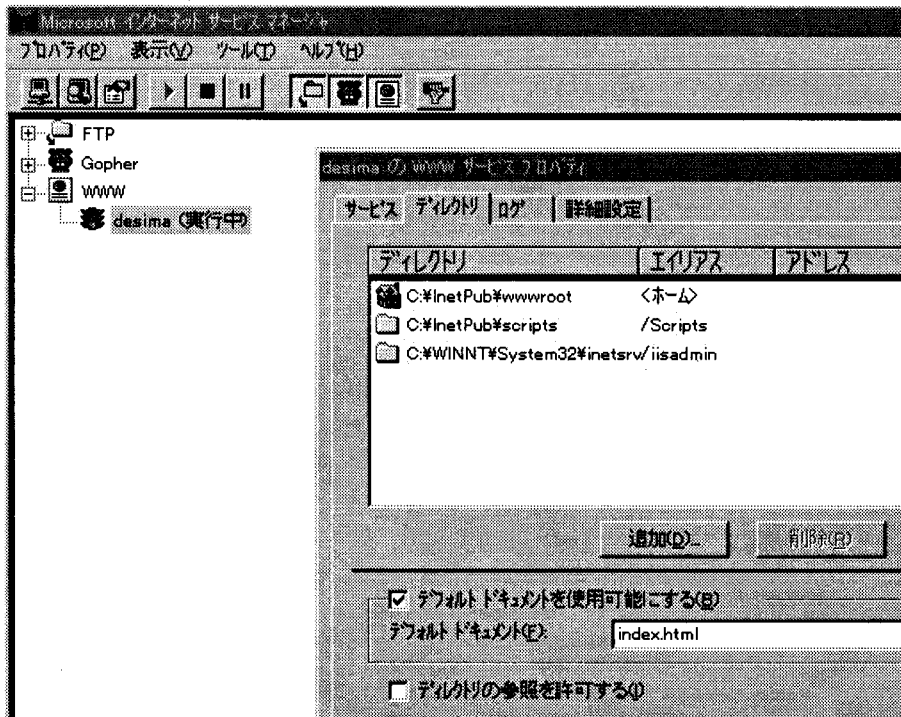 Microsoft インターネット サービス マネージャ
プロパティ(P) 表示(V) ツール(T) ヘルプ(H)
FTP
Gopher
WWW
desima (実行中)
desima の WWW サービス プロパティ
サービス ディレクトリ ログ 詳細設定
ディレクトリ エイリアス アドレス
C:¥InetPub¥wwwroot <ホーム>
C:¥InetPub¥scripts /Scripts
C:¥WINNT¥System32¥inetsrv/iisadmin
追加(D)... 削除(R)
デフォルト ドキュメントを使用可能にする(B)
デフォルト ドキュメント(F): index.html
ディレクトリの参照を許可する(I)